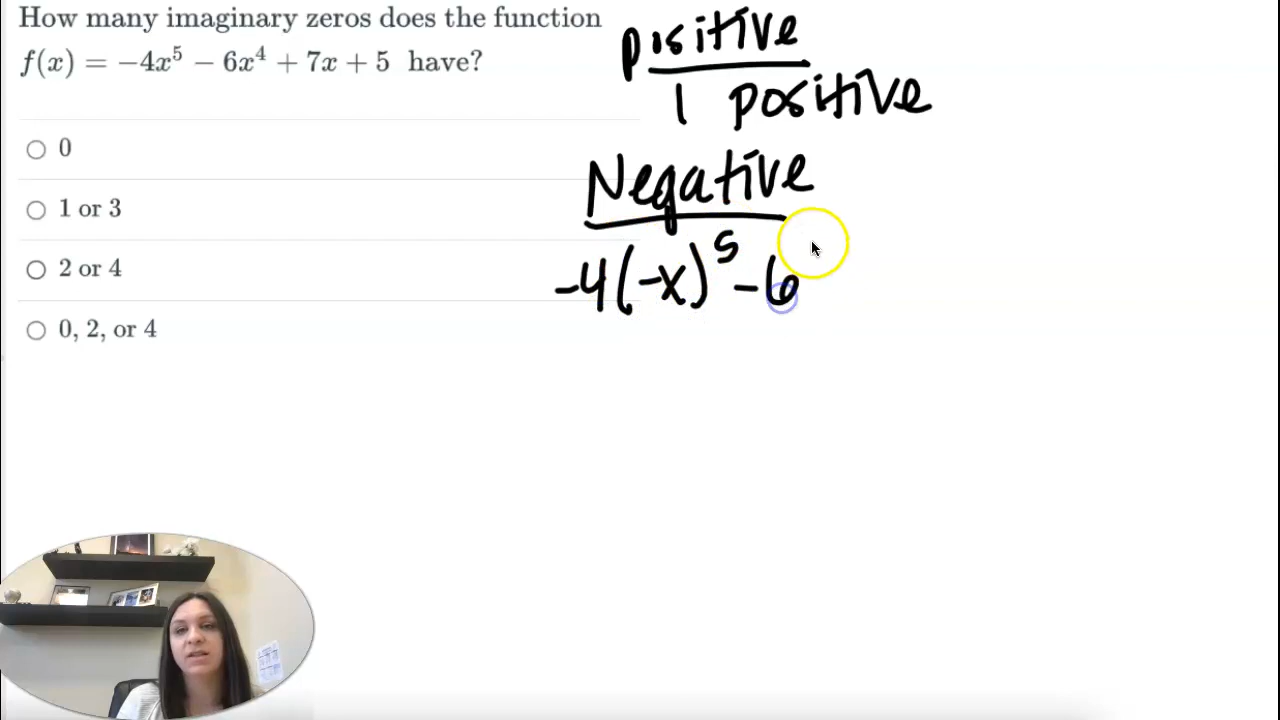 How many imaginary zeros does the function
f(x) = −4x⁵ − 6x⁴ + 7x + 5 have?
0
1 or 3
2 or 4
0, 2, or 4
positive
1 positive
Negative
-4(-x)⁵ -6